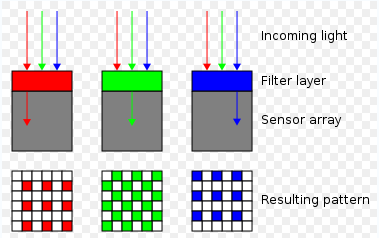 Incoming light
Filter layer
Sensor array
Resulting pattern